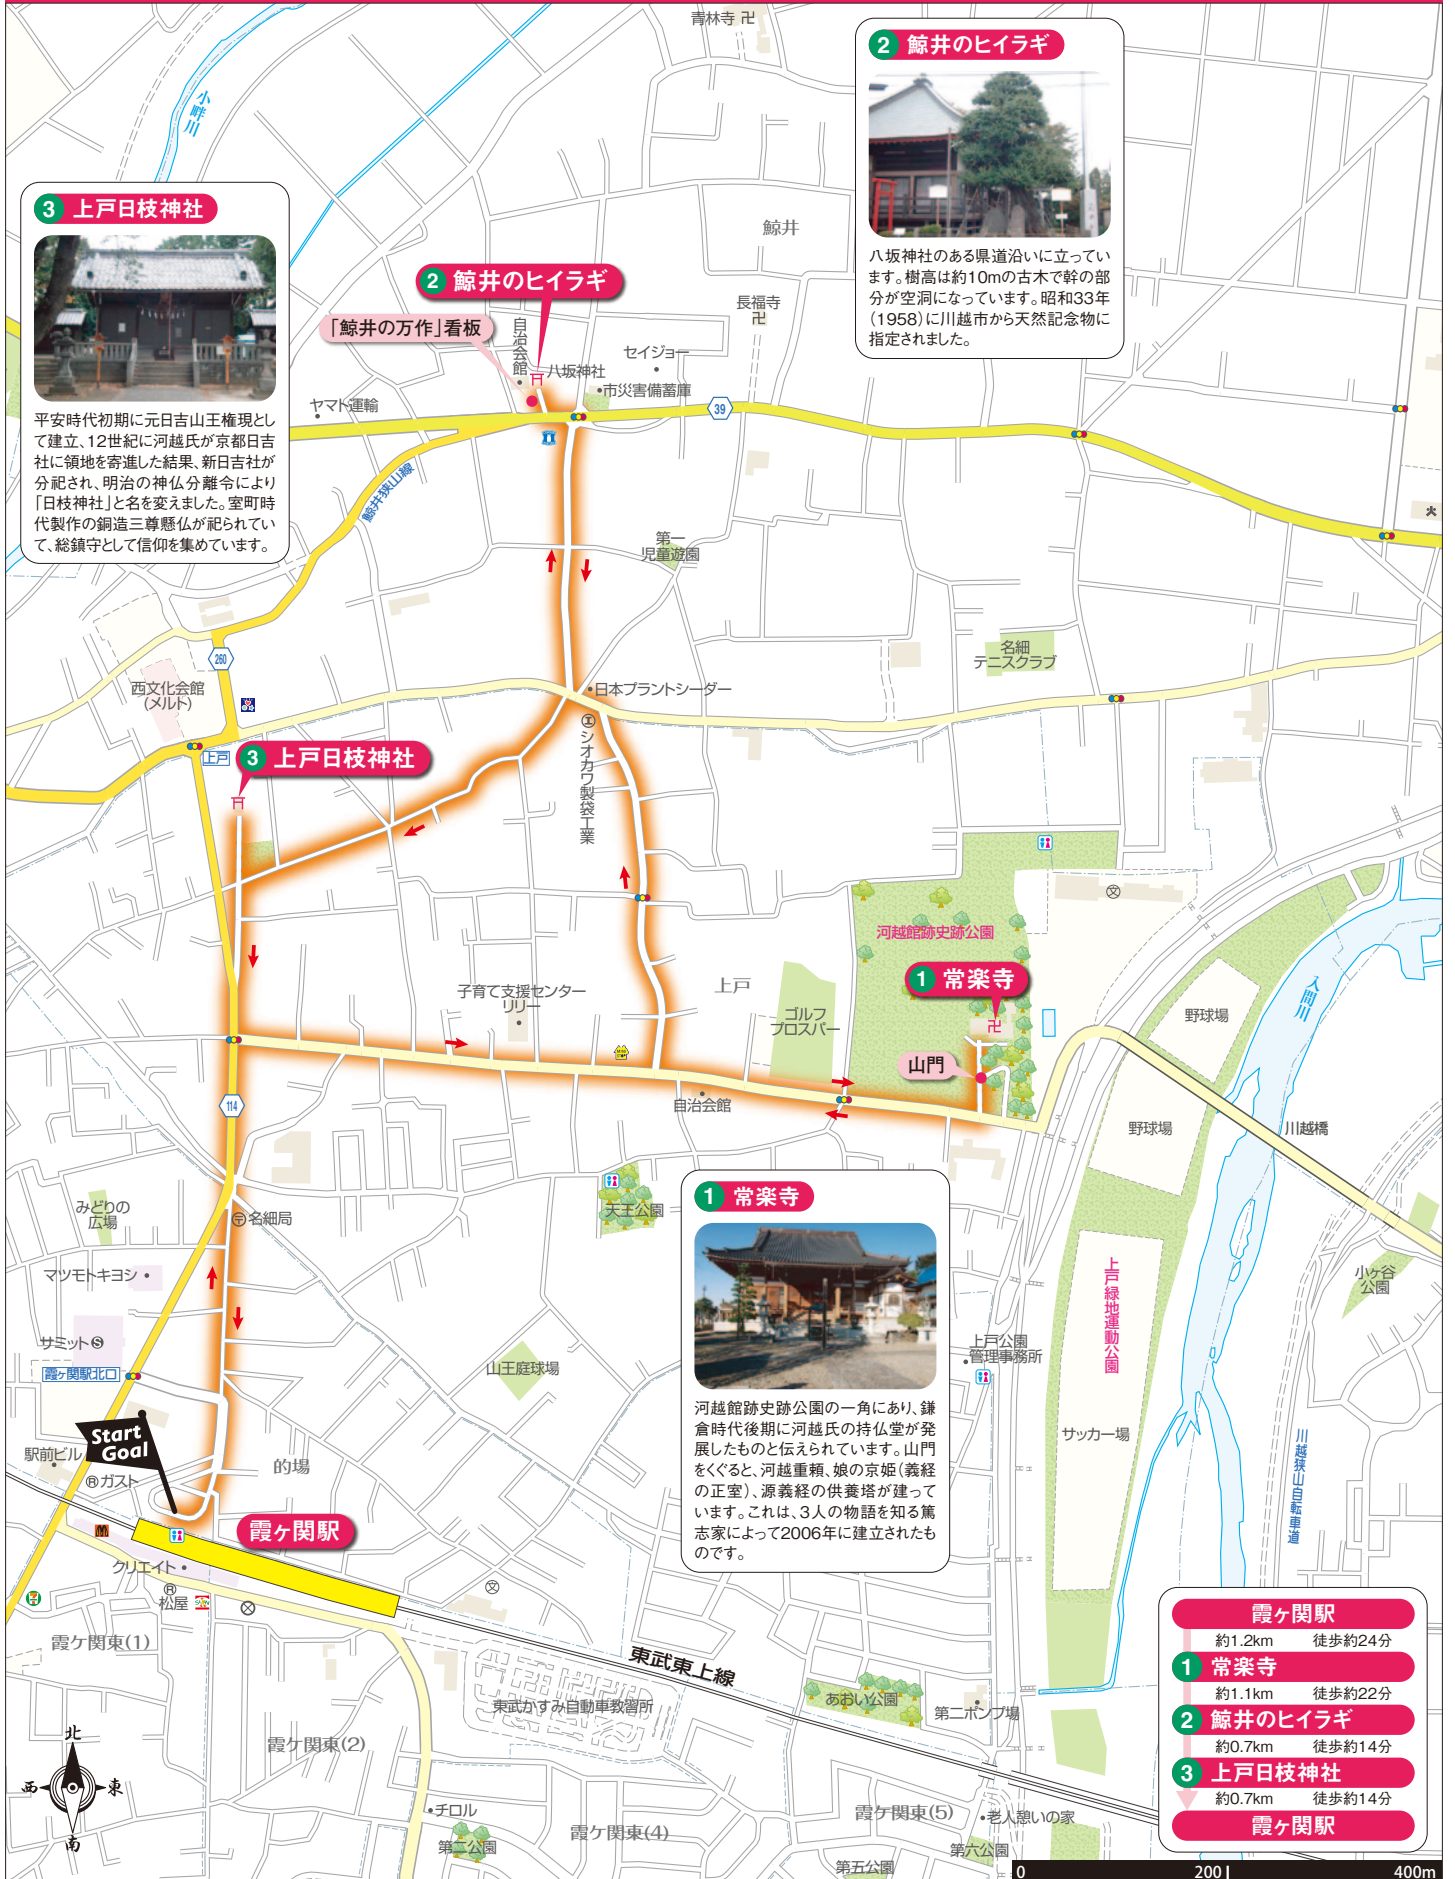 青林寺
小畔川
2 鯨井のヒイラギ
八坂神社のある県道沿いに立ってい
ます。樹高は約10mの古木で幹の部
分が空洞になっています。昭和33年
(1958)に川越市から天然記念物に
指定されました。
3 上戸日枝神社
平安時代初期に元日吉山王権現とし
て建立、12世紀に河越氏が京都日吉
社に領地を寄進した結果、新日吉社が
分祀され、明治の神仏分離令により
「日枝神社」と名を変えました。室町時
代製作の銅造三尊懸仏が祀られてい
て、総鎮守として信仰を集めています。
鯨井
2 鯨井のヒイラギ
「鯨井の万作」看板
自治会館
八坂神社
長福寺
セイジョー
市災害備蓄庫
ヤマト運輸
39
鯨井狭山線
第一
児童遊園
名細
テニスクラブ
260
西文化会館
(メルト)
日本プラントシーダー
シオカワ製袋工業
上戸
3 上戸日枝神社
文
河越館跡史跡公園
1 常楽寺
山門
上戸
ゴルフ
プロスパー
子育て支援センター
リリー
自治会館
野球場
入間川
野球場
川越橋
114
みどりの
広場
名細局
天王公園
マツモトキヨシ
サミット S
霞ヶ関駅北口
山王庭球場
1 常楽寺
河越館跡史跡公園の一角にあり、鎌
倉時代後期に河越氏の持仏堂が発
展したものと伝えられています。山門
をくぐると、河越重頼、娘の京姫(義経
の正室)、源義経の供養塔が建って
います。これは、3人の物語を知る篤
志家によって2006年に建立されたも
のです。
上戸緑地運動公園
小ヶ谷
公園
上戸公園
管理事務所
サッカー場
川越狭山自転車道
Start
Goal
駅前ビル
R ガスト
的場
霞ヶ関駅
クリエイト
R
松屋
文
霞ケ関東(1)
東武東上線
東武かすみ自動車教習所
あおい公園
第二ポンプ場
霞ケ関東(2)
チロル
第二公園
霞ケ関東(4)
霞ケ関東(5)
老人憩いの家
第六公園
第五公園
北
西
東
南
霞ヶ関駅
約1.2km 徒歩約24分
1 常楽寺
約1.1km 徒歩約22分
2 鯨井のヒイラギ
約0.7km 徒歩約14分
3 上戸日枝神社
約0.7km 徒歩約14分
霞ヶ関駅
0 200 400m